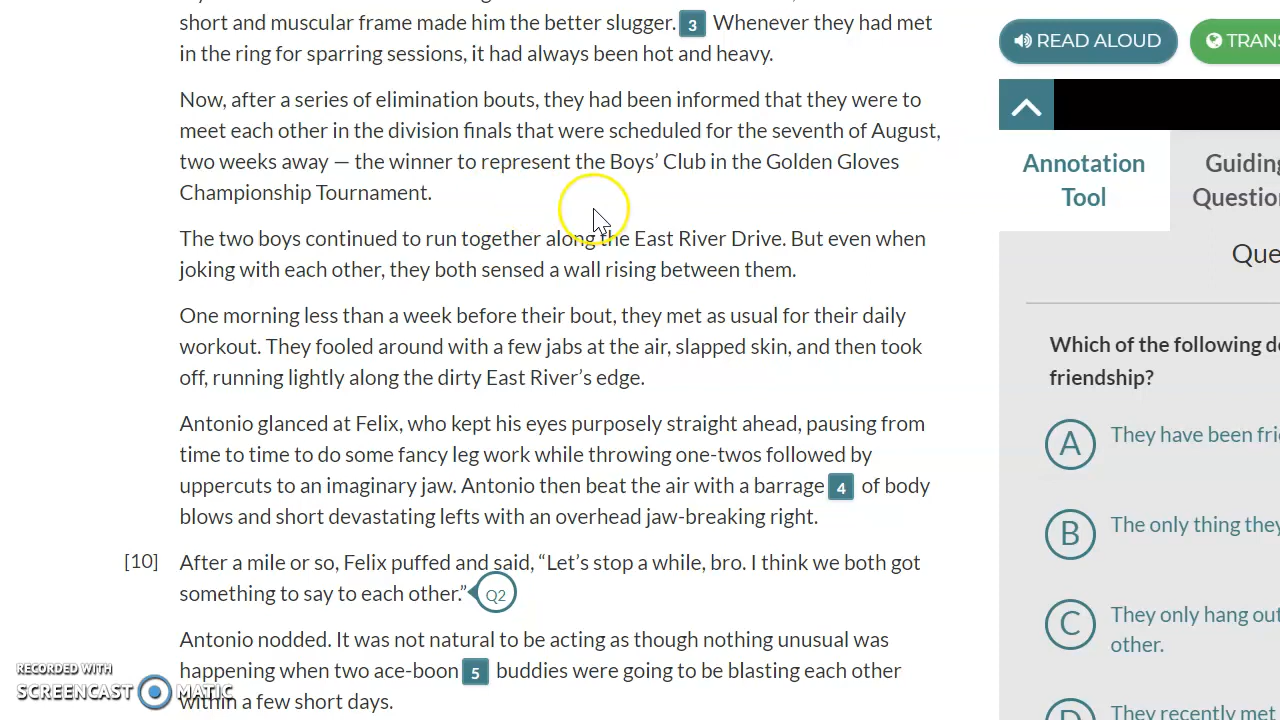 short and muscular frame made him the better slugger. 3 Whenever they had met
in the ring for sparring sessions, it had always been hot and heavy.
Now, after a series of elimination bouts, they had been informed that they were to
meet each other in the division finals that were scheduled for the seventh of August,
two weeks away — the winner to represent the Boys’ Club in the Golden Gloves
Championship Tournament.
The two boys continued to run together along the East River Drive. But even when
joking with each other, they both sensed a wall rising between them.
One morning less than a week before their bout, they met as usual for their daily
workout. They fooled around with a few jabs at the air, slapped skin, and then took
off, running lightly along the dirty East River’s edge.
Antonio glanced at Felix, who kept his eyes purposely straight ahead, pausing from
time to time to do some fancy leg work while throwing one-twos followed by
uppercuts to an imaginary jaw. Antonio then beat the air with a barrage 4 of body
blows and short devastating lefts with an overhead jaw-breaking right.
[10] After a mile or so, Felix puffed and said, “Let’s stop a while, bro. I think we both got
something to say to each other.” Q2
Antonio nodded. It was not natural to be acting as though nothing unusual was
happening when two ace-boon 5 buddies were going to be blasting each other
within a few short days.
RECORDED WITH
SCREENCAST MATIC
READ ALOUD
TRANS
Annotation
Tool
Guiding
Question
Que
Which of the following d
friendship?
A They have been frie
B The only thing they
C They only hang out
other.
D They recently met